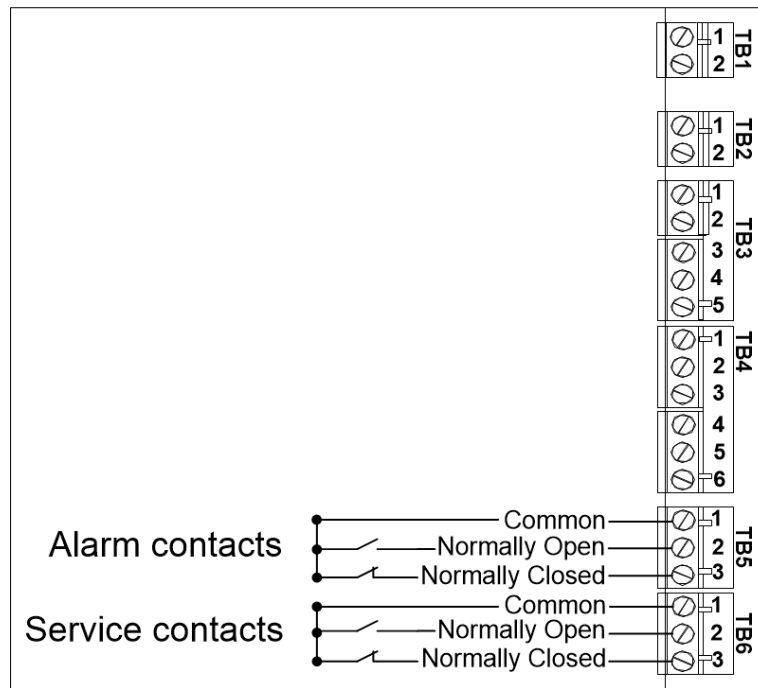 1
2
TB1
1
2
TB2
1
2
3
4
5
TB3
1
2
3
4
5
6
TB4
Alarm contacts
Common
Normally Open
Normally Closed
1
2
3
TB5
Service contacts
Common
Normally Open
Normally Closed
1
2
3
TB6